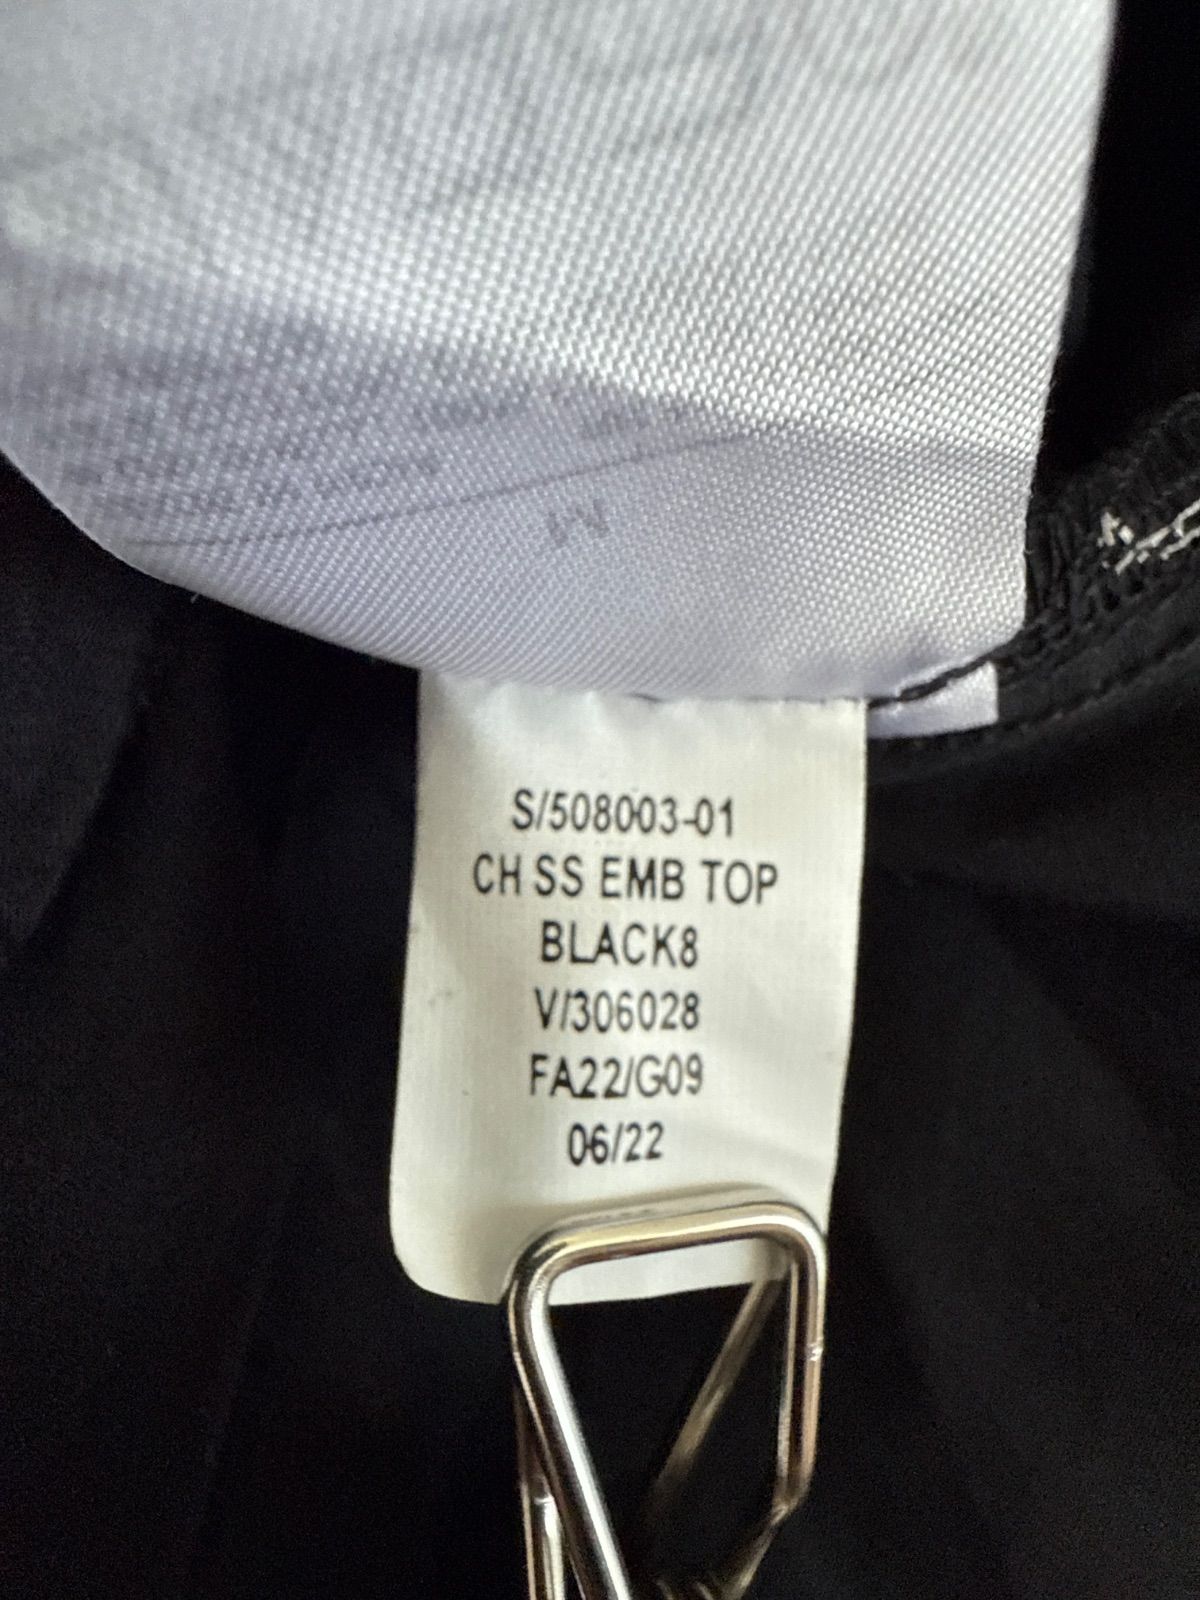 S/508003-01
CH SS EMB TOP
BLACK8
V/306028
FA22/G09
06/22